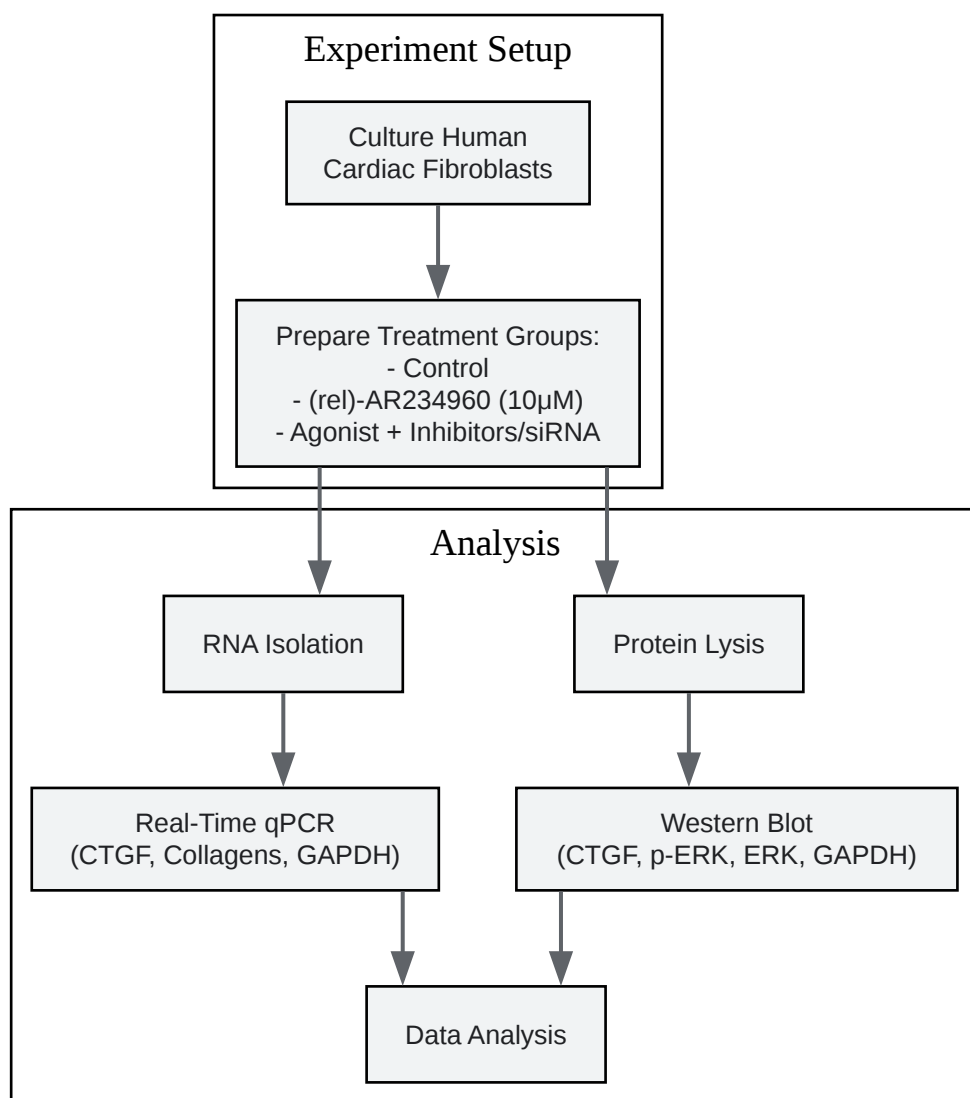 Experiment Setup
Culture Human
Cardiac Fibroblasts
Prepare Treatment Groups:
- Control
- (rel)-AR234960 (10μM)
- Agonist + Inhibitors/siRNA
Analysis
RNA Isolation
Protein Lysis
Real-Time qPCR
(CTGF, Collagens, GAPDH)
Western Blot
(CTGF, p-ERK, ERK, GAPDH)
Data Analysis